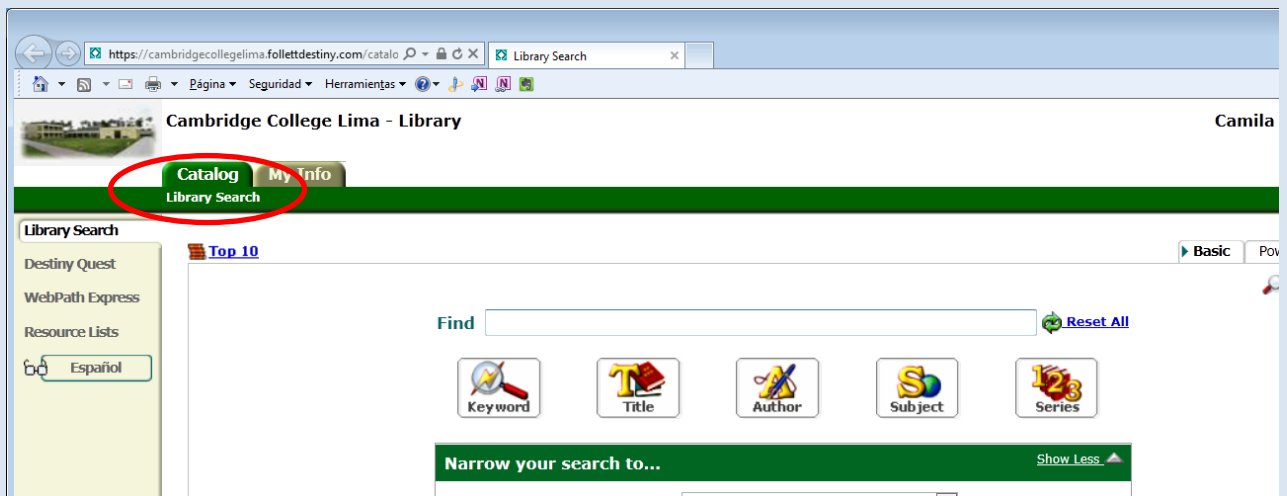 https://cambridgecollegelima.follettdestiny.com/catalo
Library Search
Página Seguridad Herramientas
Cambridge College Lima - Library
Camila
Catalog My Info
Library Search
Library Search
Destiny Quest
WebPath Express
Resource Lists
Español
Top 10
Basic
Find
Reset All
Keyword
Title
Author
Subject
Series
Narrow your search to...
Show Less